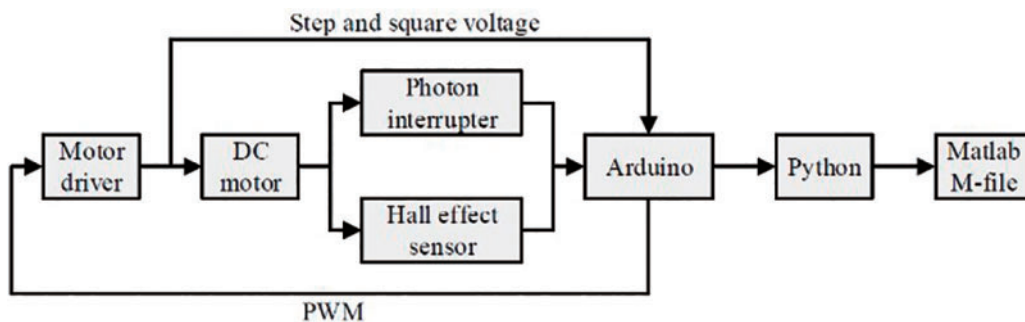 Step and square voltage
Photon
interrupter
Motor
driver
DC
motor
Arduino
Python
Matlab
M-file
Hall effect
sensor
PWM